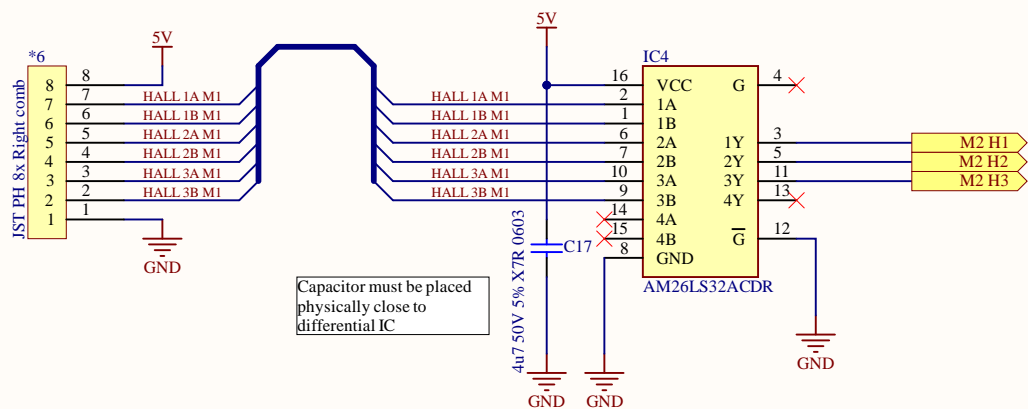 *6
JST PH 8x Right comb
8
7
6
5
4
3
2
1
8
7
6
5
4
3
2
1
5V
GND
HALL 1A M1
HALL 1B M1
HALL 2A M1
HALL 2B M1
HALL 3A M1
HALL 3B M1
HALL 1A M1
HALL 1B M1
HALL 2A M1
HALL 2B M1
HALL 3A M1
HALL 3B M1
Capacitor must be placed
physically close to
differential IC
5V
C17
4u7 50V 5% X7R 0603
GND
GND
IC4
16 VCC
2 1A
1 1B
6 2A
7 2B
10 3A
9 3B
14 4A
15 4B
8 GND
G 4
1Y 3
2Y 5
3Y 11
4Y 13
G 12
AM26LS32ACDR
M2 H1
M2 H2
M2 H3
GND